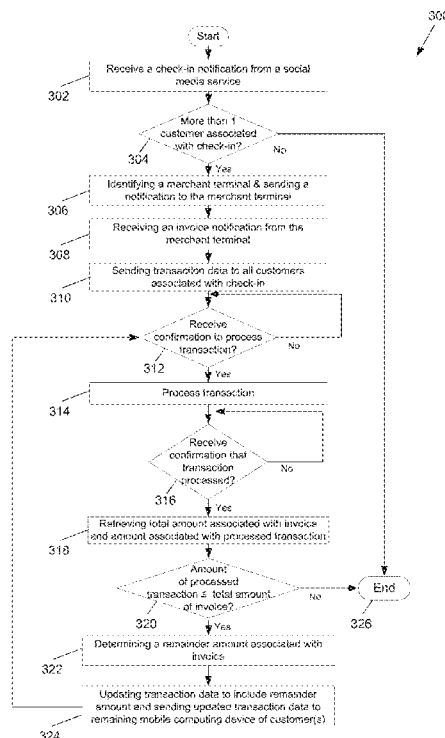 300
Start
Receive a check-in notification from a social
media service
302
More than 1
customer associated
with check-in?
304
No
Yes
Identifying a merchant terminal & sending a
notification to the merchant terminal
306
Receiving an invoice notification from the
merchant terminal
308
Sending transaction data to all customers
associated with check-in
310
Receive
confirmation to process
transaction?
312
No
Yes
Process transaction
314
Receive
confirmation that
transaction
processed?
316
No
Yes
Retrieving total amount associated with invoice
and amount associated with processed transaction
318
Amount
of processed
transaction ≤ total amount
of invoice?
320
No
End
326
Yes
Determining a remainder amount associated with
invoice
322
Updating transaction data to include remainder
amount and sending updated transaction data to
remaining mobile computing device of customer(s)
324